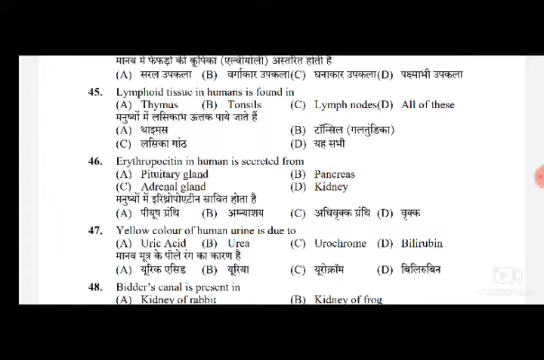 मानव में फेफड़ों की कूपिका (एल्वीयोली) अस्तरित होती है
(A) सरल उपकला (B) वर्गाकार उपकला(C) घनाकार उपकला(D) पक्ष्माभी उपकला
45. Lymphoid tissue in humans is found in
(A) Thymus (B) Tonsils (C) Lymph nodes(D) All of these
मनुष्यों में लसिकाभ ऊत्तक पाये जाते हैं
(A) थाइमस (B) टॉन्सिल (गलतुंडिका)
(C) लसिका गांठ (D) यह सभी
46. Erythropocitin in human is secreted from
(A) Pituitary gland (B) Pancreas
(C) Adrenal gland (D) Kidney
मनुष्यों में इरिथ्रोपोएटीन स्रावित होता है
(A) पीयूष ग्रंथि (B) अग्न्याशय (C) अधिवृक्क ग्रंथि (D) वृक्क
47. Yellow colour of human urine is due to
(A) Uric Acid (B) Urea (C) Urochrome (D) Bilirubin
मानव मूत्र के पीले रंग का कारण है
(A) यूरिक एसिड (B) यूरिया (C) यूरोक्रॉम (D) बिलिरुबिन
48. Bidder's canal is present in
(A) Kidney of rabbit (B) Kidney of frog